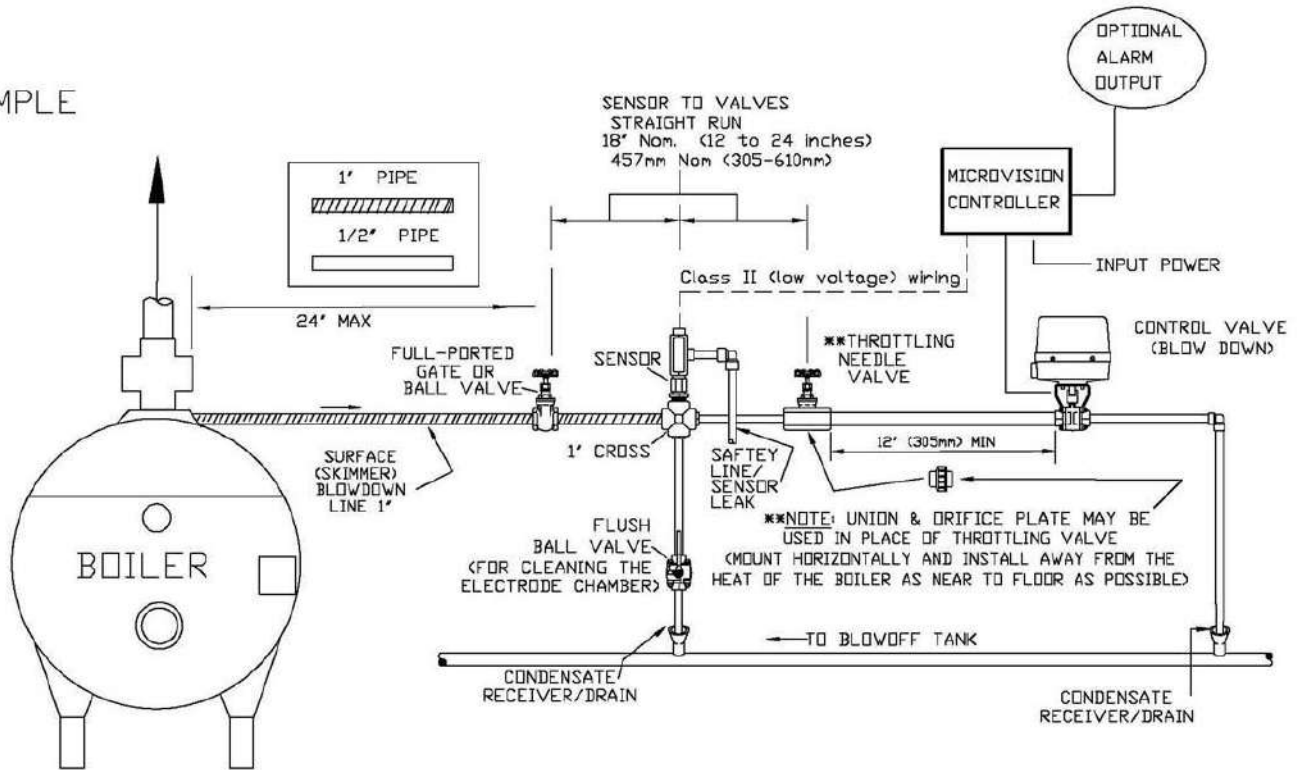 MPLE
OPTIONAL
ALARM
OUTPUT
SENSOR TO VALVES
STRAIGHT RUN
18" Nom. (12 to 24 inches)
457mm Nom (305-610mm)
1" PIPE
1/2" PIPE
MICROVISION
CONTROLLER
INPUT POWER
Class II (low voltage) wiring
24" MAX
FULL-PORTED
GATE OR
BALL VALVE
SENSOR
**THROTTLING
NEEDLE
VALVE
CONTROL VALVE
(BLOW DOWN)
SURFACE
(SKIMMER)
BLOWDOWN
LINE 1"
1" CROSS
SAFTEY
LINE/
SENSOR
LEAK
12" (305mm) MIN
**NOTE: UNION & ORIFICE PLATE MAY BE
USED IN PLACE OF THROTTLING VALVE
(MOUNT HORIZONTALLY AND INSTALL AWAY FROM THE
HEAT OF THE BOILER AS NEAR TO FLOOR AS POSSIBLE)
FLUSH
BALL VALVE
(FOR CLEANING THE
ELECTRODE CHAMBER)
BOILER
TO BLOWOFF TANK
CONDENSATE
RECEIVER/DRAIN
CONDENSATE
RECEIVER/DRAIN